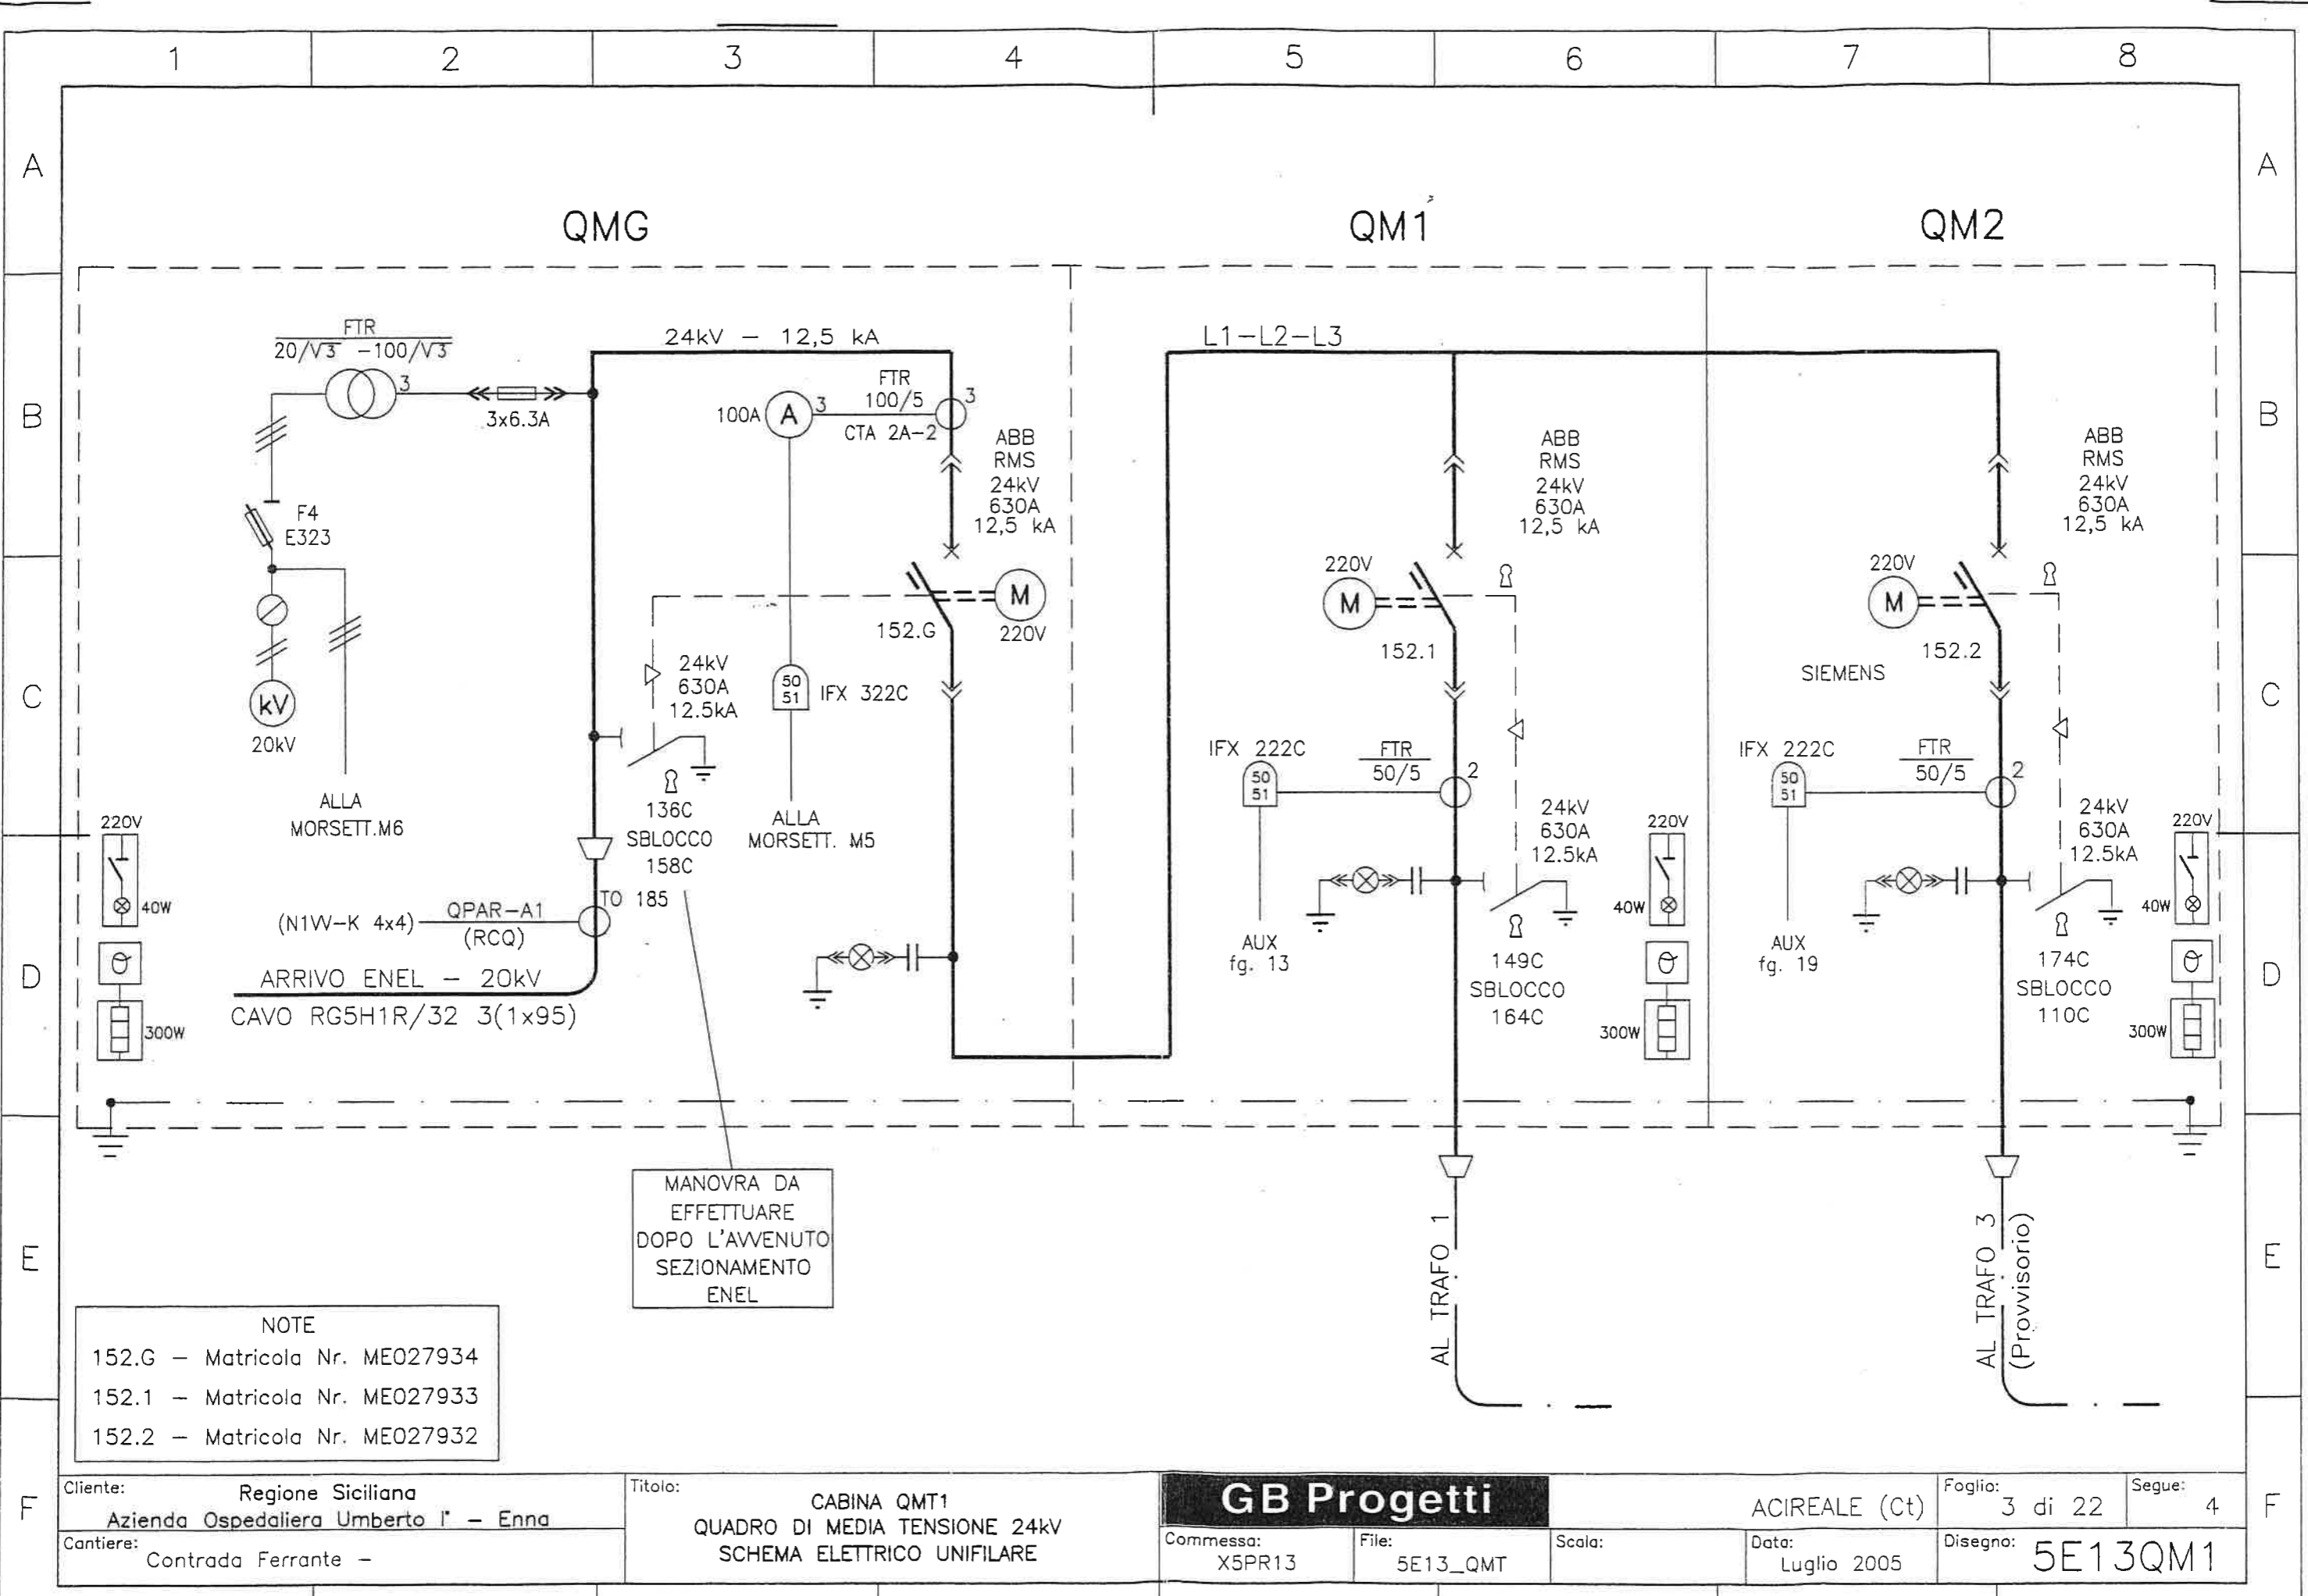 1 2 3 4 5 6 7 8
A A
QMG QM1 QM2
FTR
20/√3 -100/√3
3
3x6.3A
24kV - 12,5 kA
L1-L2-L3
B B
100A
A
3
FTR
100/5
CTA 2A-2
3
ABB
RMS
24kV
630A
12,5 kA
ABB
RMS
24kV
630A
12,5 kA
ABB
RMS
24kV
630A
12,5 kA
F4
E323
M
220V
152.G
220V
M
152.1
220V
M
152.2
SIEMENS
C C
kV
20kV
24kV
630A
12.5kA
50
51
IFX 322C
IFX 222C
50
51
FTR
50/5
2
IFX 222C
50
51
FTR
50/5
2
ALLA
MORSETT.M6
136C
SBLOCCO
158C
ALLA
MORSETT. M5
24kV
630A
12.5kA
24kV
630A
12.5kA
220V
40W
300W
220V
40W
300W
220V
40W
300W
D D
(N1W-K 4x4)
QPAR-A1
(RCQ)
TO 185
ARRIVO ENEL - 20kV
CAVO RG5H1R/32 3(1x95)
AUX
fg. 13
149C
SBLOCCO
164C
AUX
fg. 19
174C
SBLOCCO
110C
MANOVRA DA
EFFETTUARE
DOPO L'AVVENUTO
SEZIONAMENTO
ENEL
E E
AL TRAFO 1
AL TRAFO 3
(Provvisorio)
NOTE
152.G - Matricola Nr. ME027934
152.1 - Matricola Nr. ME027933
152.2 - Matricola Nr. ME027932
F F
Cliente:
Regione Siciliana
Azienda Ospedaliera Umberto I° - Enna
Cantiere:
Contrada Ferrante -
Titolo:
CABINA QMT1
QUADRO DI MEDIA TENSIONE 24kV
SCHEMA ELETTRICO UNIFILARE
GB Progetti
ACIREALE (Ct)
Foglio:
3 di 22
Segue:
4
Commessa:
X5PR13
File:
5E13_QMT
Scala:
Data:
Luglio 2005
Disegno:
5E13QM1